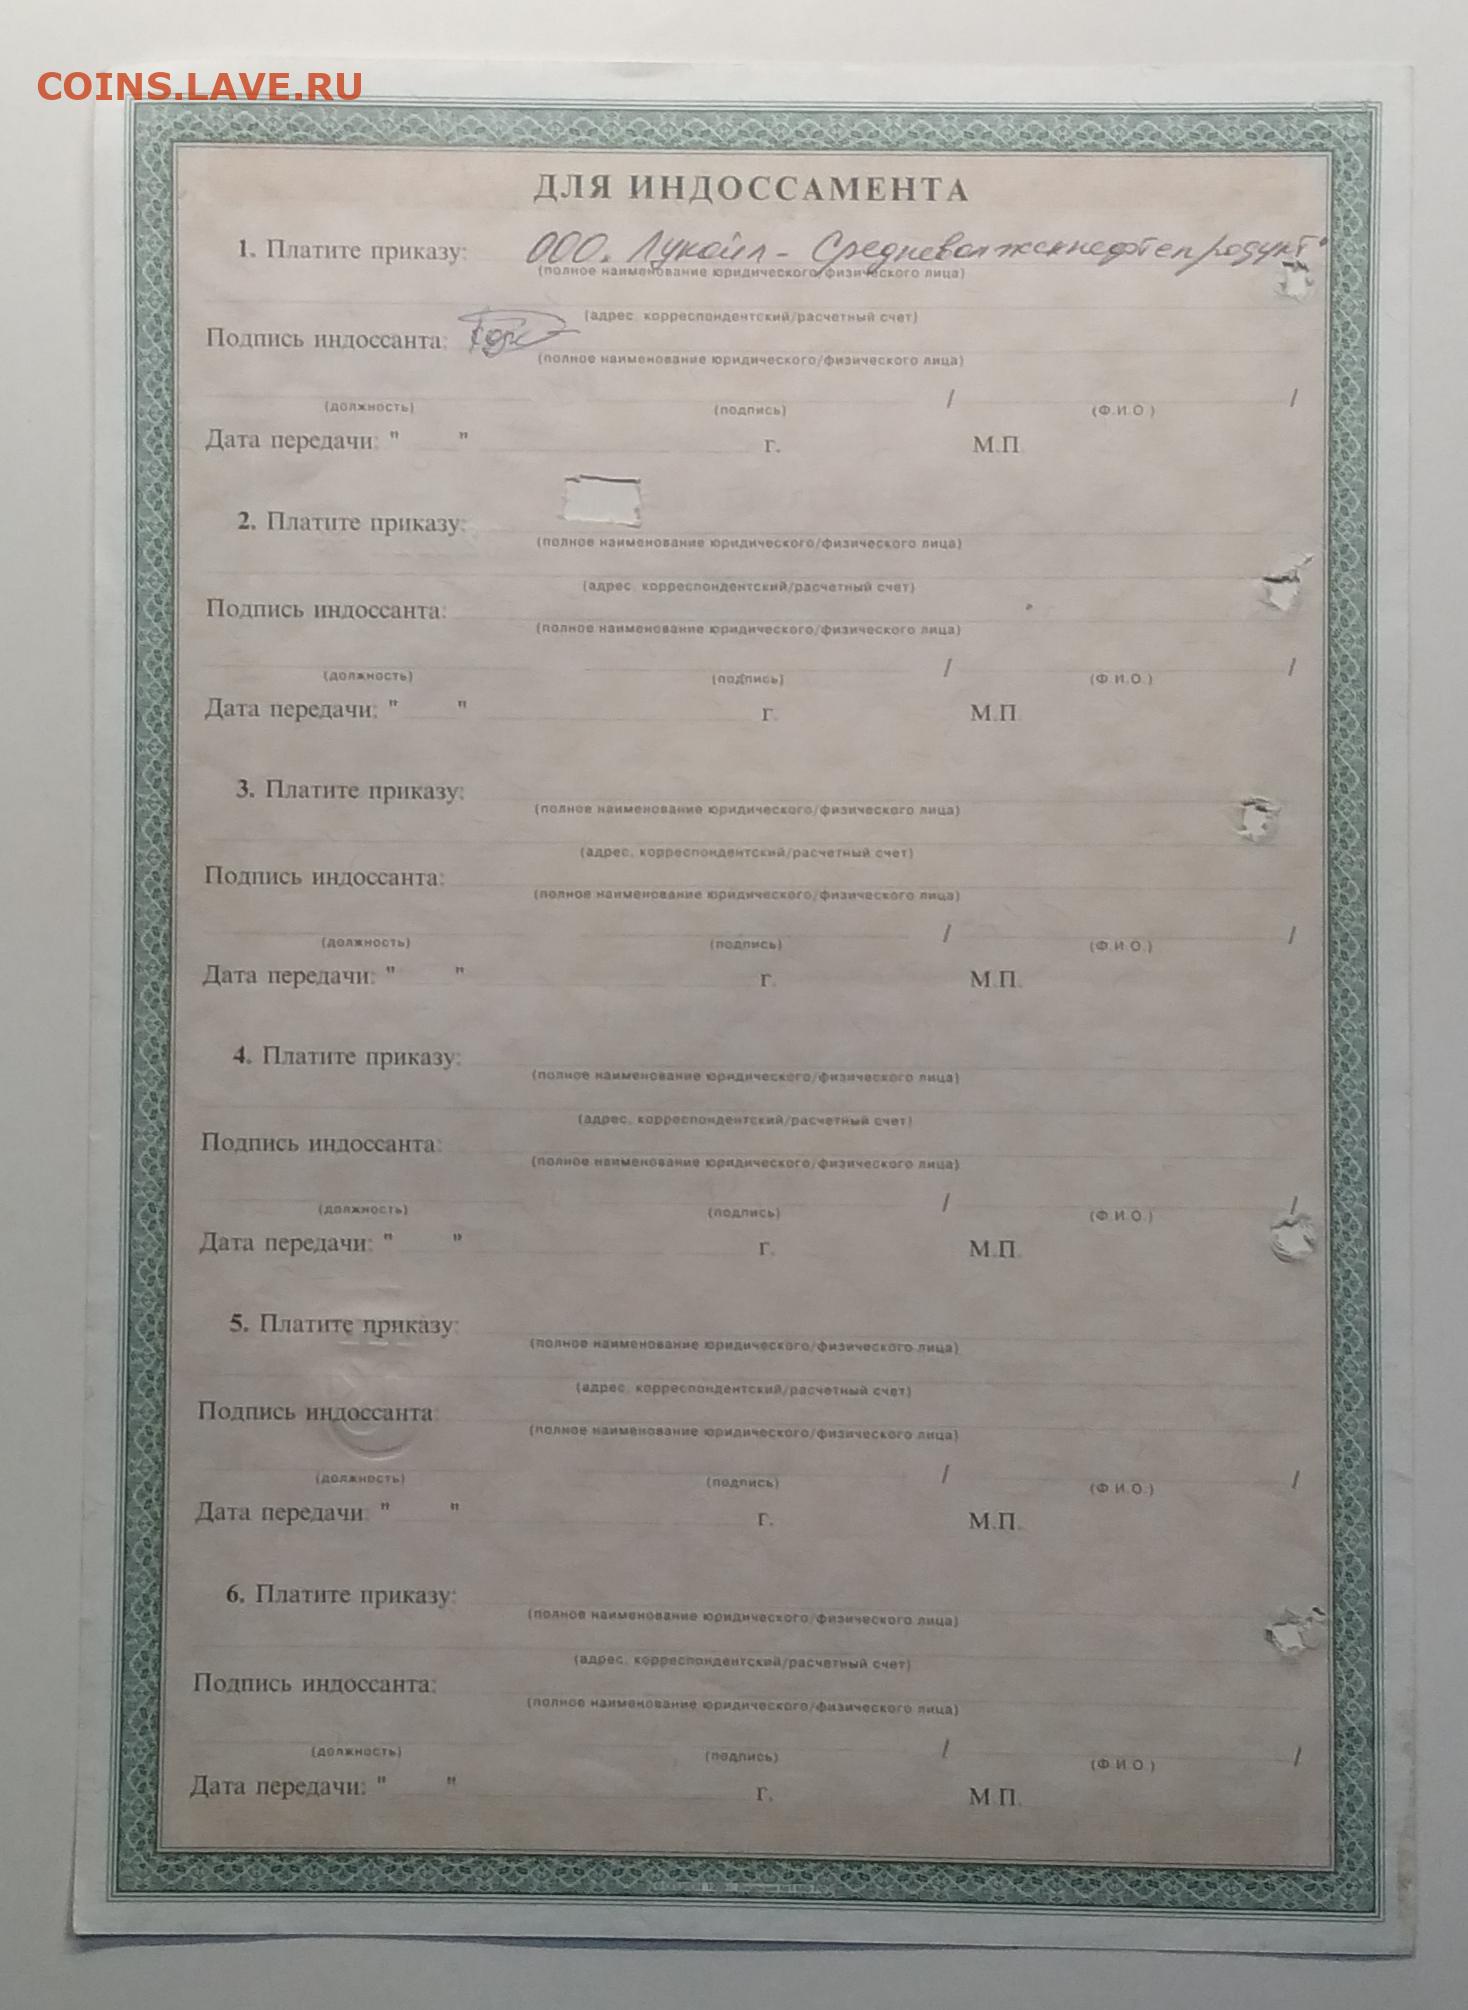 COINS.LAVE.RU
ДЛЯ ИНДОССАМЕНТА
1. Платите приказу: ООО. Лукойл - Средневолжскнефтепродукт"
(полное наименование юридического/физического лица)
(адрес, корреспондентский/расчетный счет)
Подпись индоссанта:
(полное наименование юридического/физического лица)
/ /
(должность) (подпись) (Ф.И.О.)
Дата передачи: " " г. М.П.
2. Платите приказу:
(полное наименование юридического/физического лица)
(адрес, корреспондентский/расчетный счет)
Подпись индоссанта:
(полное наименование юридического/физического лица)
/ /
(должность) (подпись) (Ф.И.О.)
Дата передачи: " " г. М.П.
3. Платите приказу:
(полное наименование юридического/физического лица)
(адрес, корреспондентский/расчетный счет)
Подпись индоссанта:
(полное наименование юридического/физического лица)
/ /
(должность) (подпись) (Ф.И.О.)
Дата передачи: " " г. М.П.
4. Платите приказу:
(полное наименование юридического/физического лица)
(адрес, корреспондентский/расчетный счет)
Подпись индоссанта:
(полное наименование юридического/физического лица)
/ /
(должность) (подпись) (Ф.И.О.)
Дата передачи: " " г. М.П.
5. Платите приказу:
(полное наименование юридического/физического лица)
(адрес, корреспондентский/расчетный счет)
Подпись индоссанта:
(полное наименование юридического/физического лица)
/ /
(должность) (подпись) (Ф.И.О.)
Дата передачи: " " г. М.П.
6. Платите приказу:
(полное наименование юридического/физического лица)
(адрес, корреспондентский/расчетный счет)
Подпись индоссанта:
(полное наименование юридического/физического лица)
/ /
(должность) (подпись) (Ф.И.О.)
Дата передачи: " " г. М.П.